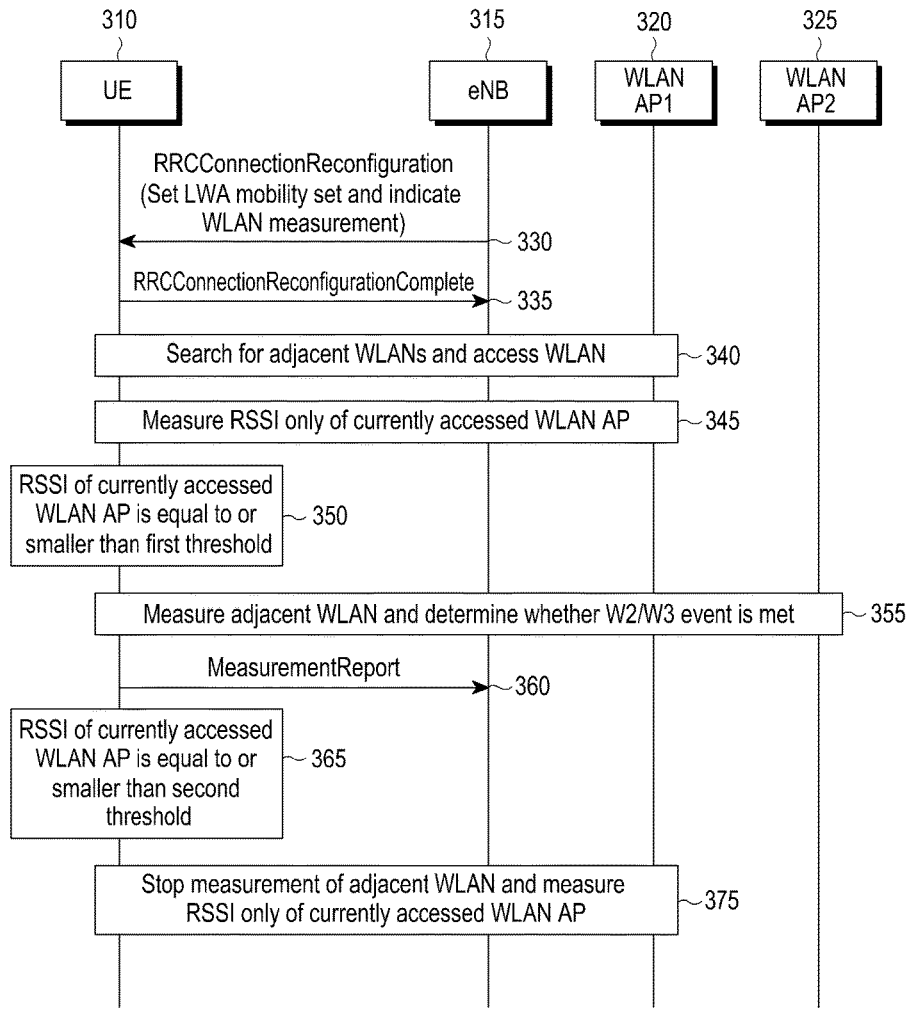 310
315
320
325
UE
eNB
WLAN
AP1
WLAN
AP2
RRCConnectionReconfiguration
(Set LWA mobility set and indicate
WLAN measurement)
330
RRCConnectionReconfigurationComplete
335
Search for adjacent WLANs and access WLAN
340
Measure RSSI only of currently accessed WLAN AP
345
RSSI of currently accessed
WLAN AP is equal to or
smaller than first threshold
350
Measure adjacent WLAN and determine whether W2/W3 event is met
355
MeasurementReport
360
RSSI of currently accessed
WLAN AP is equal to or
smaller than second
threshold
365
Stop measurement of adjacent WLAN and measure
RSSI only of currently accessed WLAN AP
375